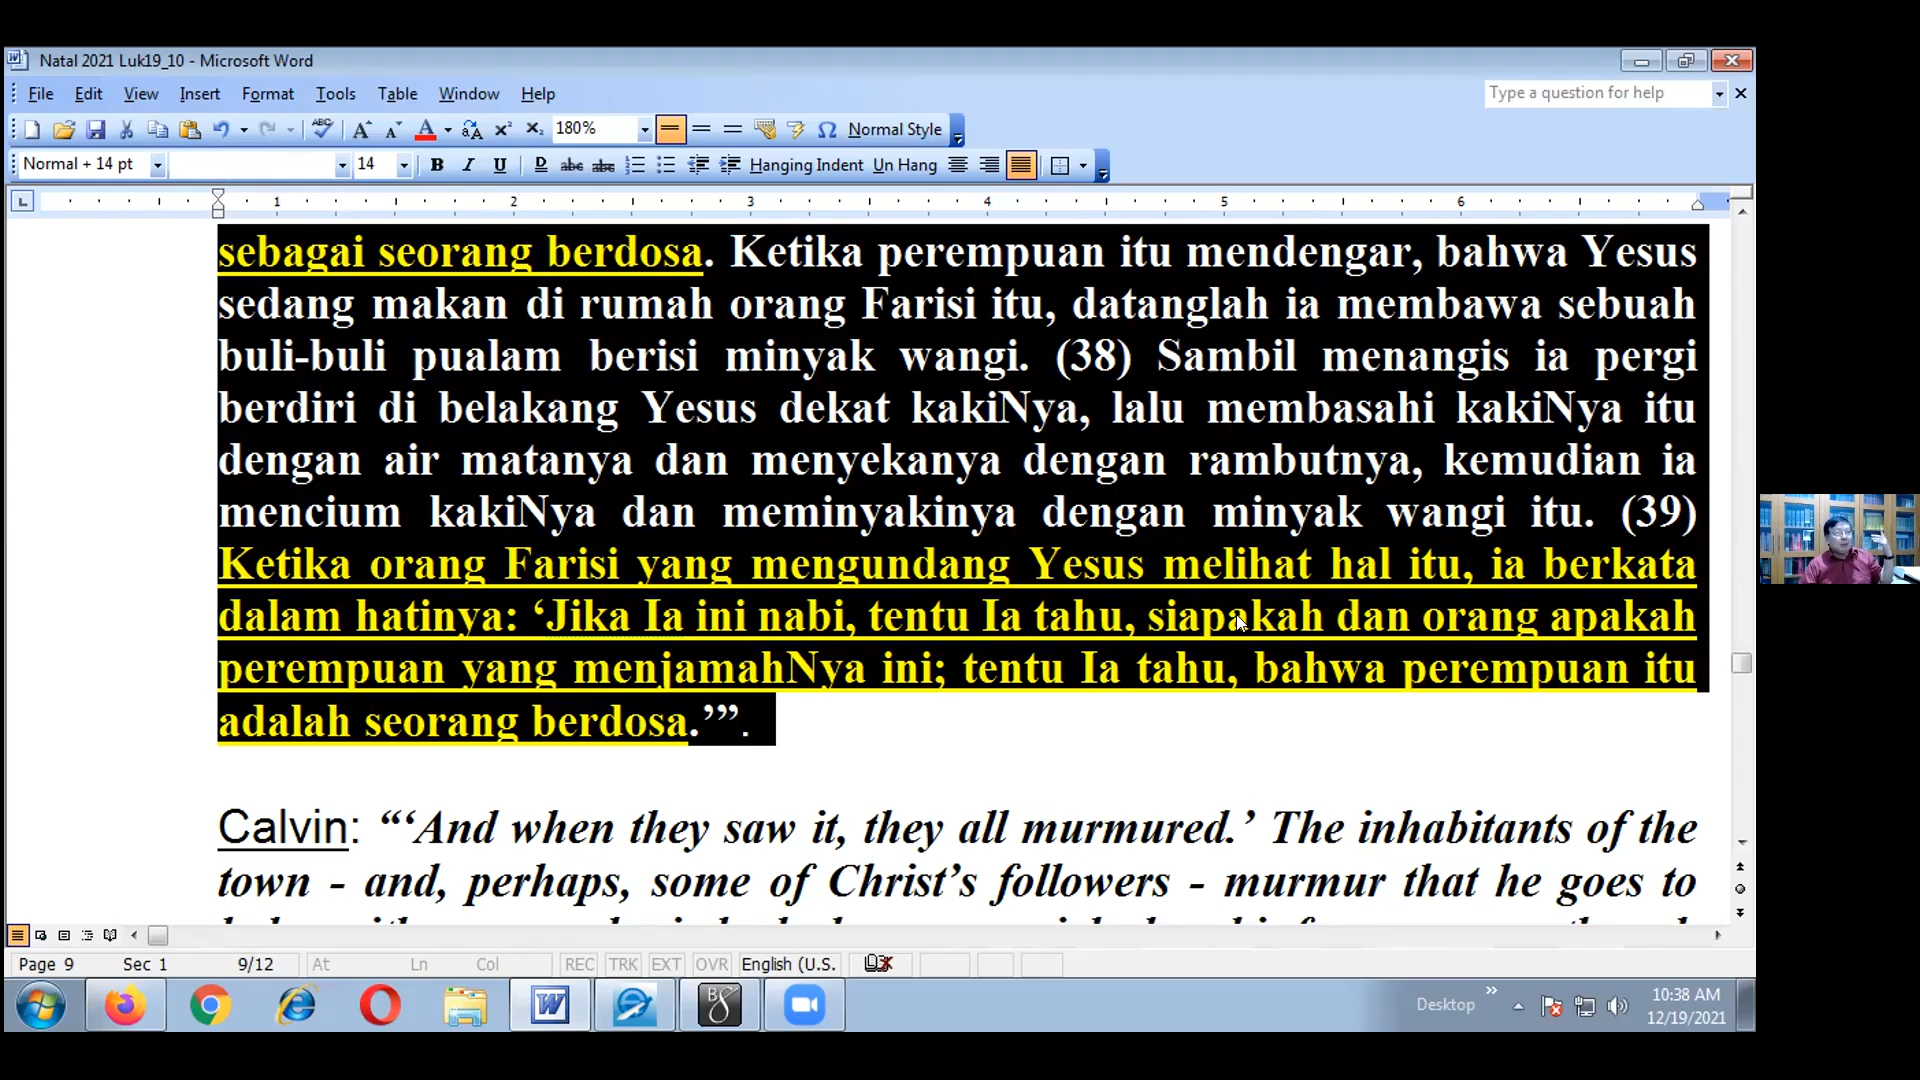 Natal 2021 Luk19_10 - Microsoft Word
File Edit View Insert Format Tools Table Window Help
Type a question for help
180%
Normal Style
Normal + 14 pt
14
Hanging Indent Un Hang
1 2 3 4 5 6
sebagai seorang berdosa. Ketika perempuan itu mendengar, bahwa Yesus
sedang makan di rumah orang Farisi itu, datanglah ia membawa sebuah
buli-buli pualam berisi minyak wangi. (38) Sambil menangis ia pergi
berdiri di belakang Yesus dekat kakiNya, lalu membasahi kakiNya itu
dengan air matanya dan menyekanya dengan rambutnya, kemudian ia
mencium kakiNya dan meminyakinya dengan minyak wangi itu. (39)
Ketika orang Farisi yang mengundang Yesus melihat hal itu, ia berkata
dalam hatinya: ‘Jika Ia ini nabi, tentu Ia tahu, siapakah dan orang apakah
perempuan yang menjamahNya ini; tentu Ia tahu, bahwa perempuan itu
adalah seorang berdosa.’”.
Calvin: “‘And when they saw it, they all murmured.’ The inhabitants of the
town - and, perhaps, some of Christ’s followers - murmur that he goes to
Page 9 Sec 1 9/12 At Ln Col REC TRK EXT OVR English (U.S.
Desktop
10:38 AM
12/19/2021